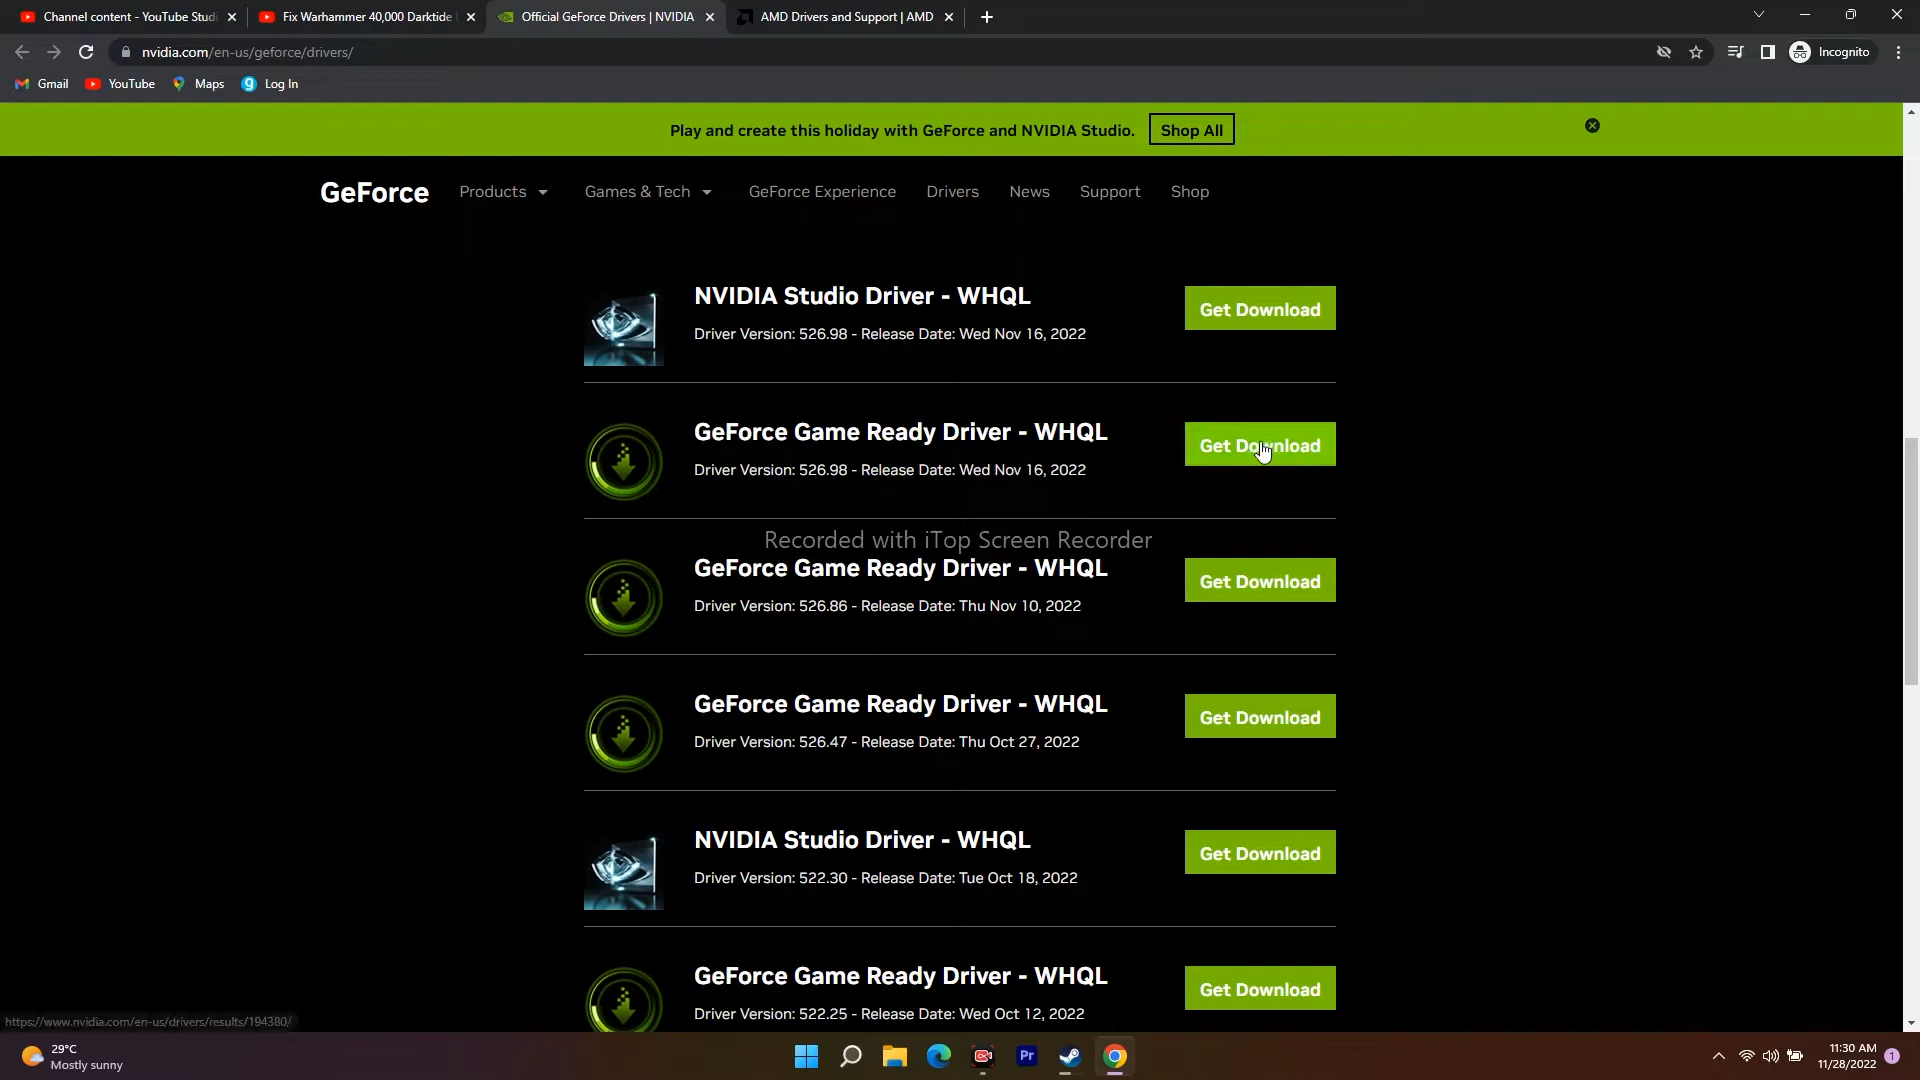 Channel content - YouTube Studi
Fix Warhammer 40,000 Darktide
Official GeForce Drivers | NVIDIA
AMD Drivers and Support | AMD
nvidia.com/en-us/geforce/drivers/
Incognito
Gmail
YouTube
Maps
Log In
Play and create this holiday with GeForce and NVIDIA Studio.
Shop All
GeForce
Products
Games & Tech
GeForce Experience
Drivers
News
Support
Shop
NVIDIA Studio Driver - WHQL
Driver Version: 526.98 - Release Date: Wed Nov 16, 2022
Get Download
GeForce Game Ready Driver - WHQL
Driver Version: 526.98 - Release Date: Wed Nov 16, 2022
Get Download
Recorded with iTop Screen Recorder
GeForce Game Ready Driver - WHQL
Driver Version: 526.86 - Release Date: Thu Nov 10, 2022
Get Download
GeForce Game Ready Driver - WHQL
Driver Version: 526.47 - Release Date: Thu Oct 27, 2022
Get Download
NVIDIA Studio Driver - WHQL
Driver Version: 522.30 - Release Date: Tue Oct 18, 2022
Get Download
GeForce Game Ready Driver - WHQL
Driver Version: 522.25 - Release Date: Wed Oct 12, 2022
Get Download
https://www.nvidia.com/en-us/drivers/results/194380/
29°C
Mostly sunny
Pr
11:30 AM
11/28/2022
1